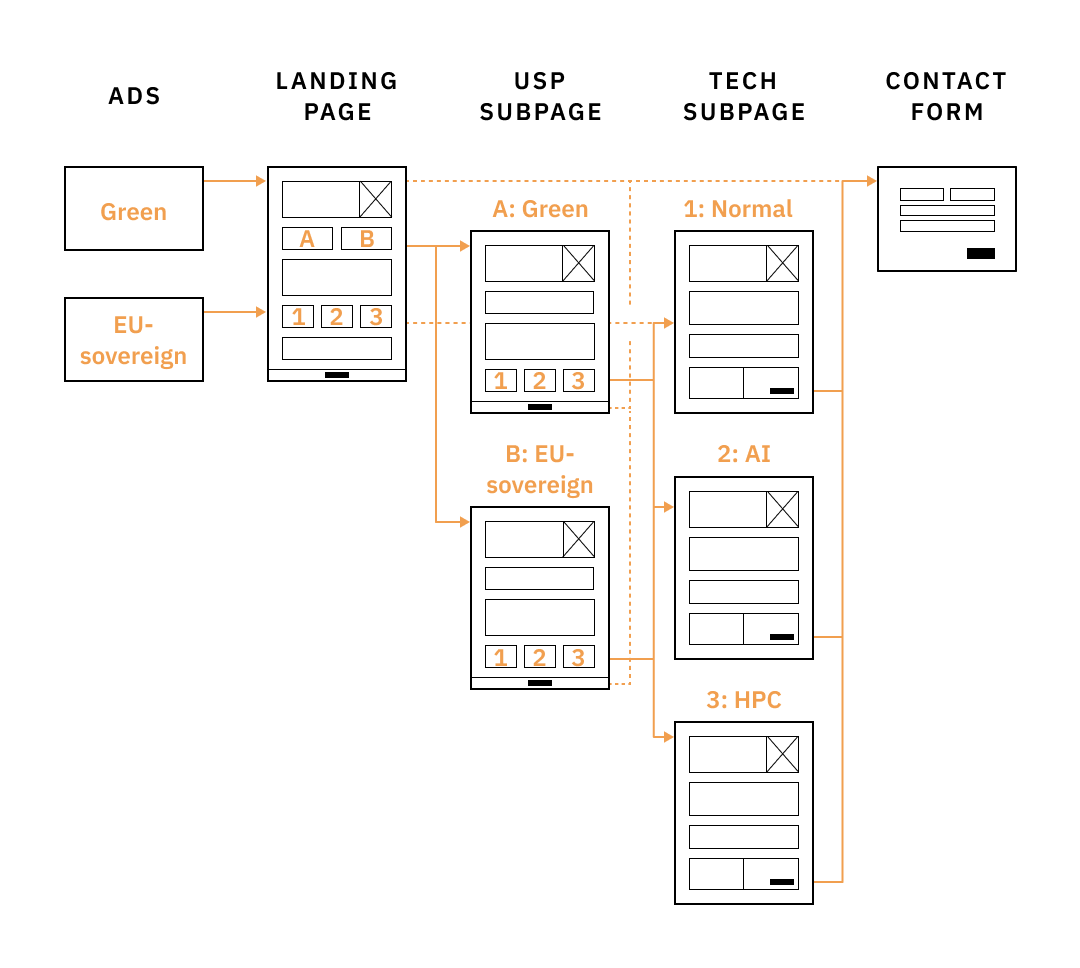 ADS
LANDING
PAGE
USP
SUBPAGE
TECH
SUBPAGE
CONTACT
FORM
Green
EU-
sovereign
A B
1 2 3
A: Green
1 2 3
B: EU-
sovereign
1 2 3
1: Normal
2: AI
3: HPC